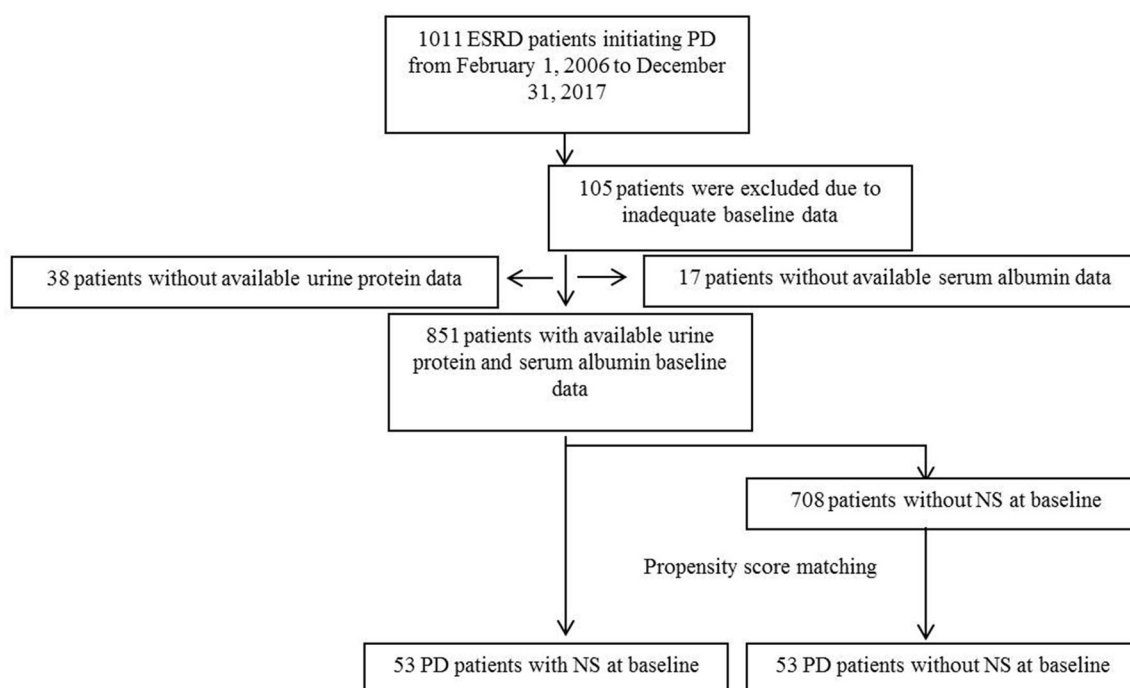 1011 ESRD patients initiating PD
from February 1, 2006 to December
31, 2017
105 patients were excluded due to
inadequate baseline data
38 patients without available urine protein data
17 patients without available serum albumin data
851 patients with available urine
protein and serum albumin baseline
data
708 patients without NS at baseline
Propensity score matching
53 PD patients with NS at baseline
53 PD patients without NS at baseline